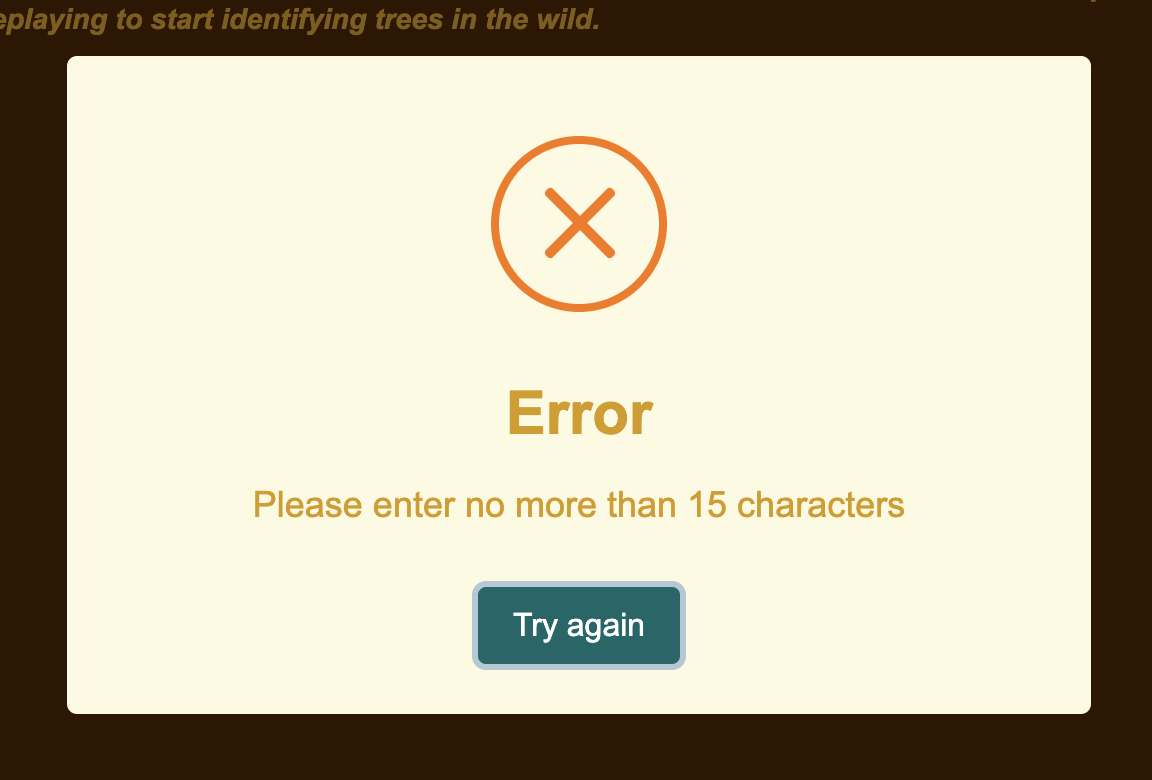 eplaying to start identifying trees in the wild.
Error
Please enter no more than 15 characters
Try again